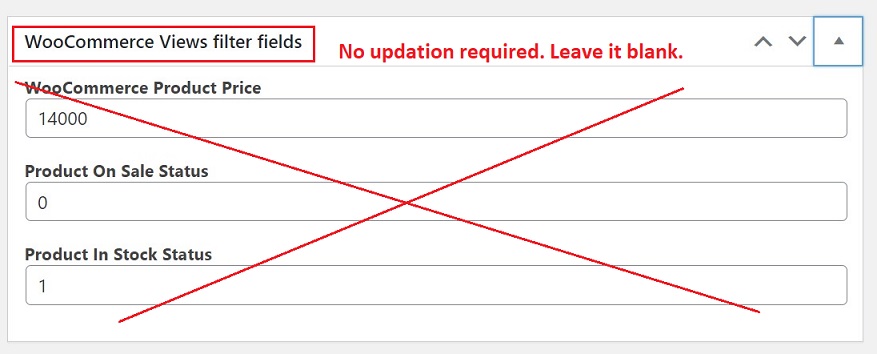 WooCommerce Views filter fields
No updation required. Leave it blank.
WooCommerce Product Price
14000
Product On Sale Status
0
Product In Stock Status
1